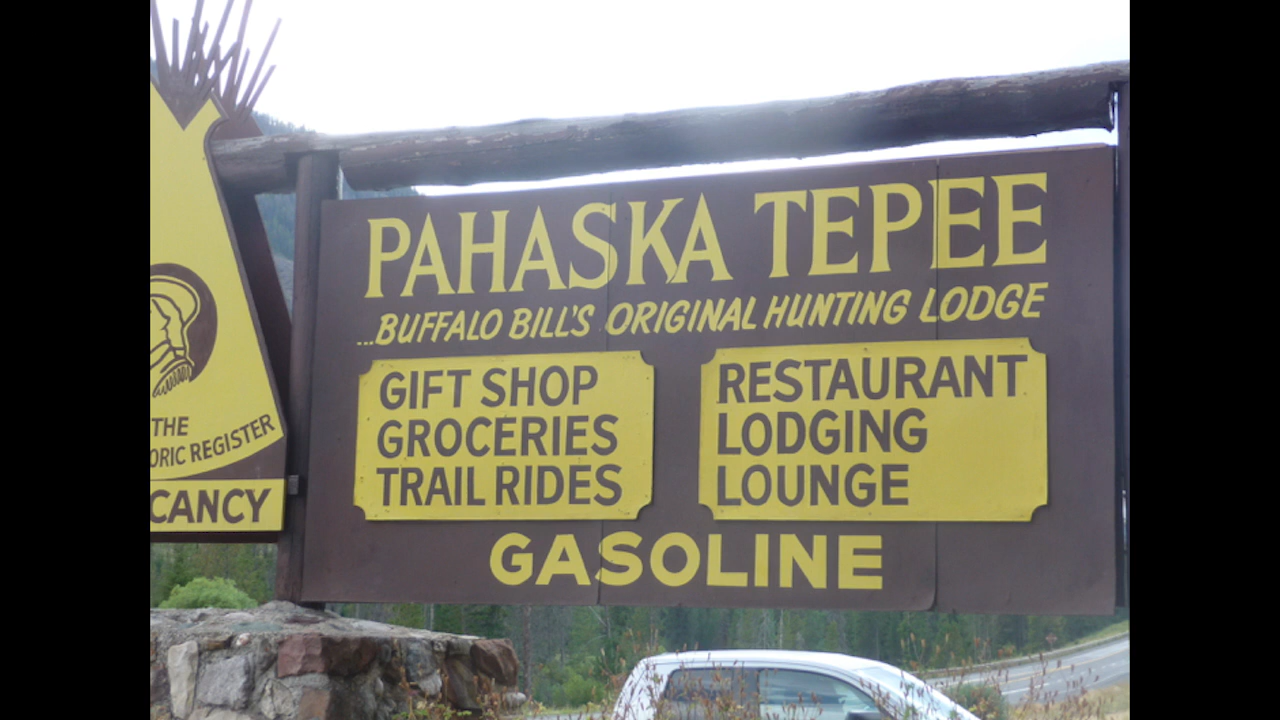 PAHASKA TEPEE
...BUFFALO BILL'S ORIGINAL HUNTING LODGE
GIFT SHOP
GROCERIES
TRAIL RIDES
RESTAURANT
LODGING
LOUNGE
GASOLINE
THE
ORIC REGISTER
CANCY